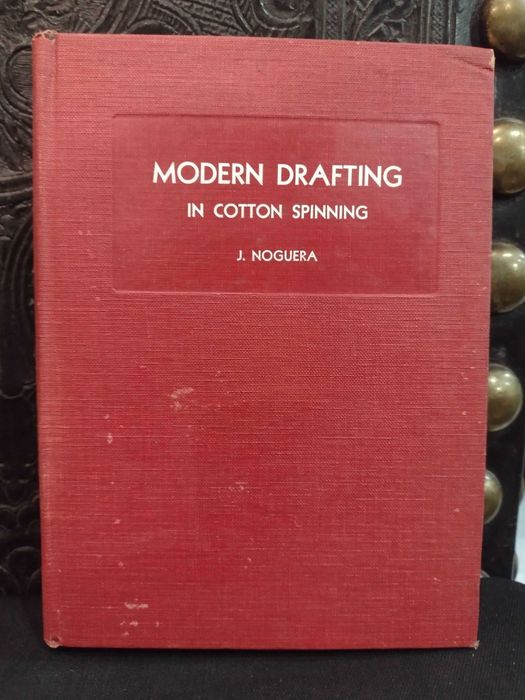 MODERN DRAFTING
IN COTTON SPINNING
J. NOGUERA